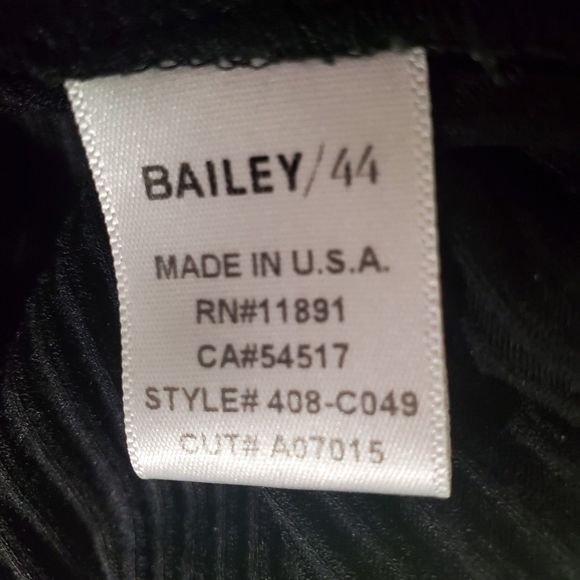 BAILEY/44
MADE IN U.S.A.
RN#11891
CA#54517
STYLE# 408-C049
CUT# A07015